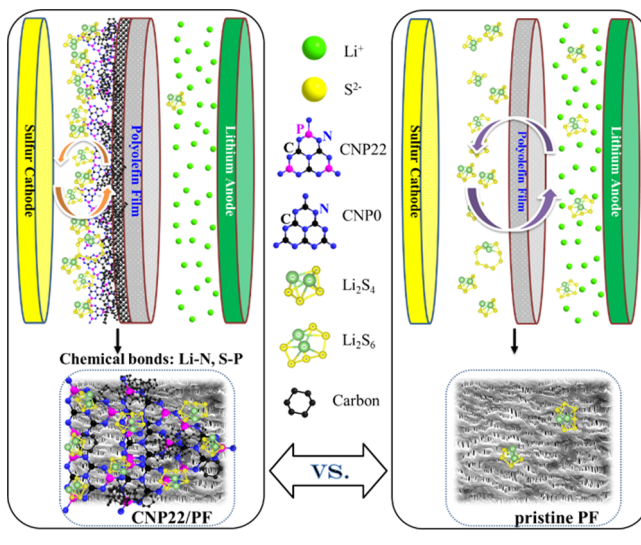 Sulfur Cathode
Polyolefin Film
Lithium Anode
Chemical bonds: Li-N, S-P
CNP22/PF
Li⁺
S²⁻
P
N
C
CNP22
N
C
CNP0
Li₂S₄
Li₂S₆
Carbon
vs.
Sulfur Cathode
Polyolefin Film
Lithium Anode
pristine PF